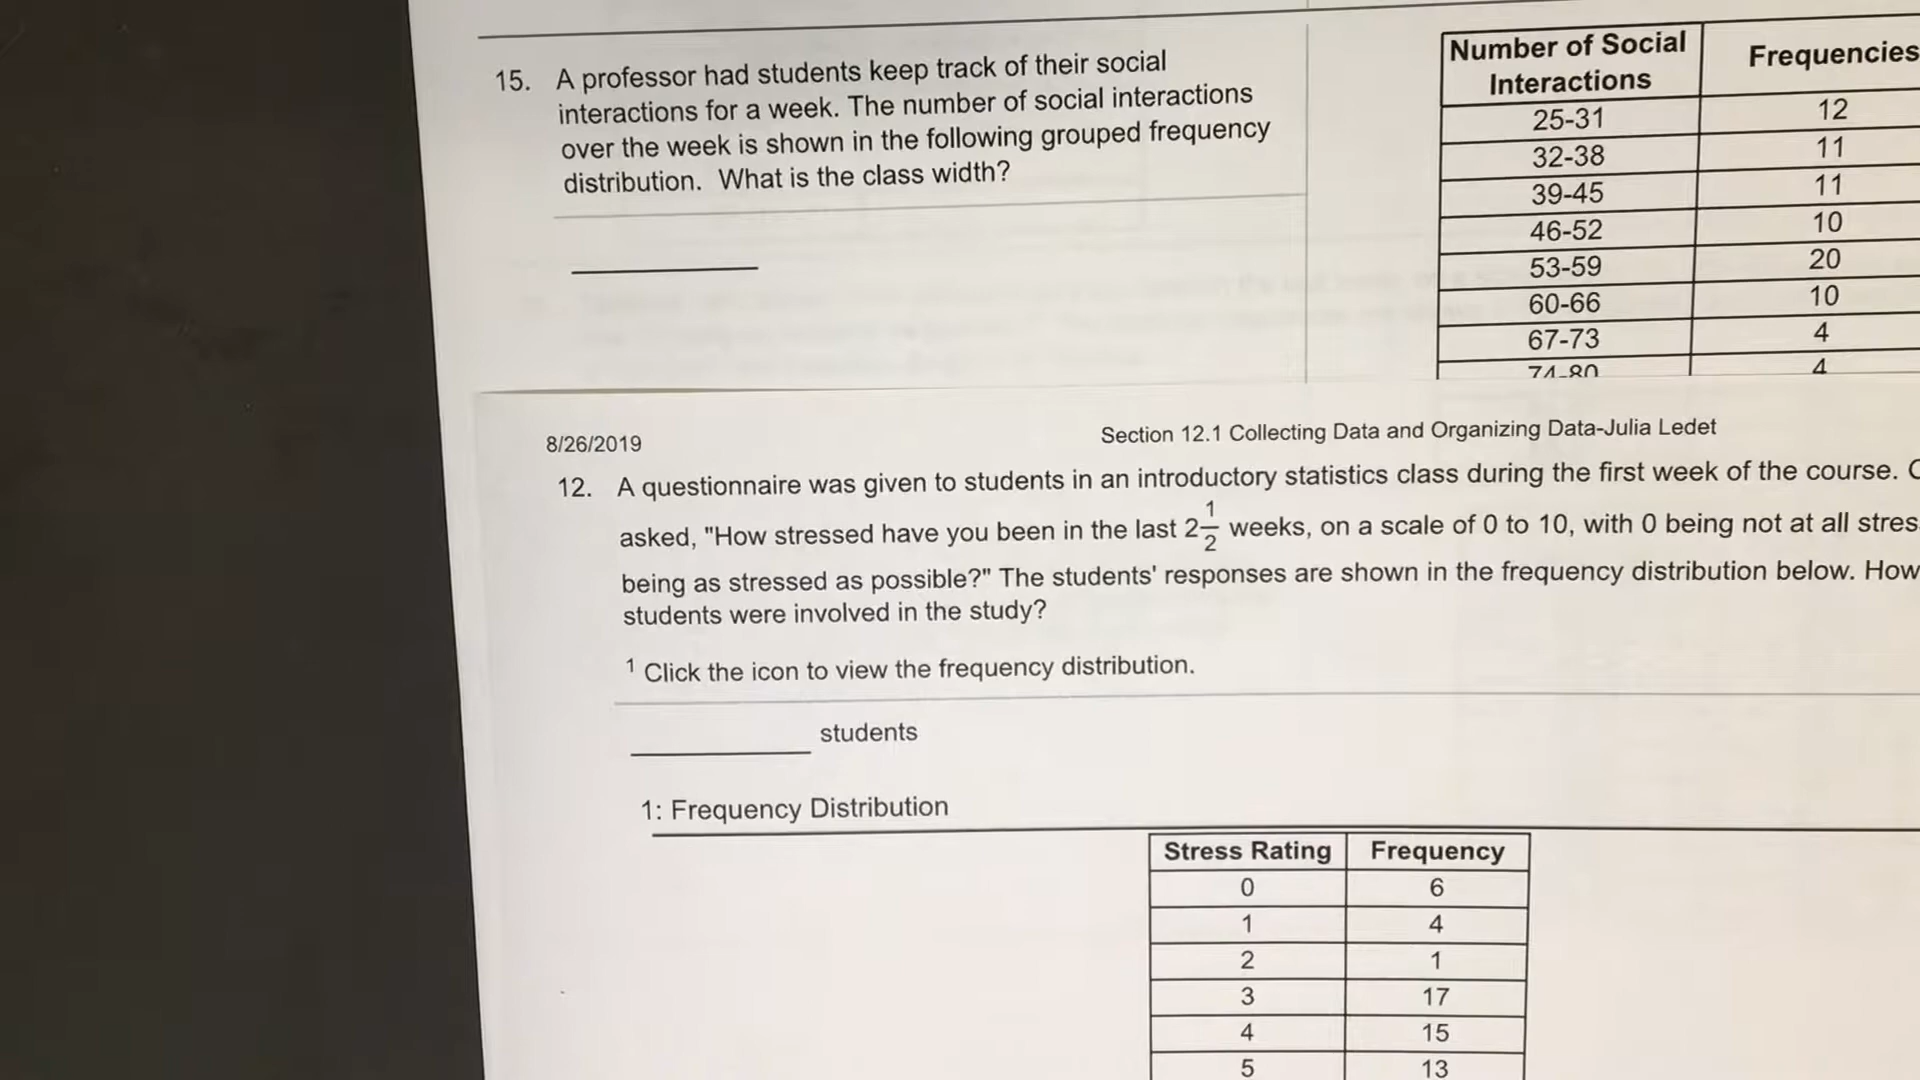 15. A professor had students keep track of their social
interactions for a week. The number of social interactions
over the week is shown in the following grouped frequency
distribution. What is the class width?
Number of Social Interactions Frequencies
25-31 12
32-38 11
39-45 11
46-52 10
53-59 20
60-66 10
67-73 4
74-80 4
8/26/2019 Section 12.1 Collecting Data and Organizing Data-Julia Ledet
12. A questionnaire was given to students in an introductory statistics class during the first week of the course.
asked, "How stressed have you been in the last 2 1/2 weeks, on a scale of 0 to 10, with 0 being not at all
being as stressed as possible?" The students' responses are shown in the frequency distribution below. How
students were involved in the study?
1 Click the icon to view the frequency distribution.
students
1: Frequency Distribution
Stress Rating Frequency
0 6
1 4
2 1
3 17
4 15
5 13